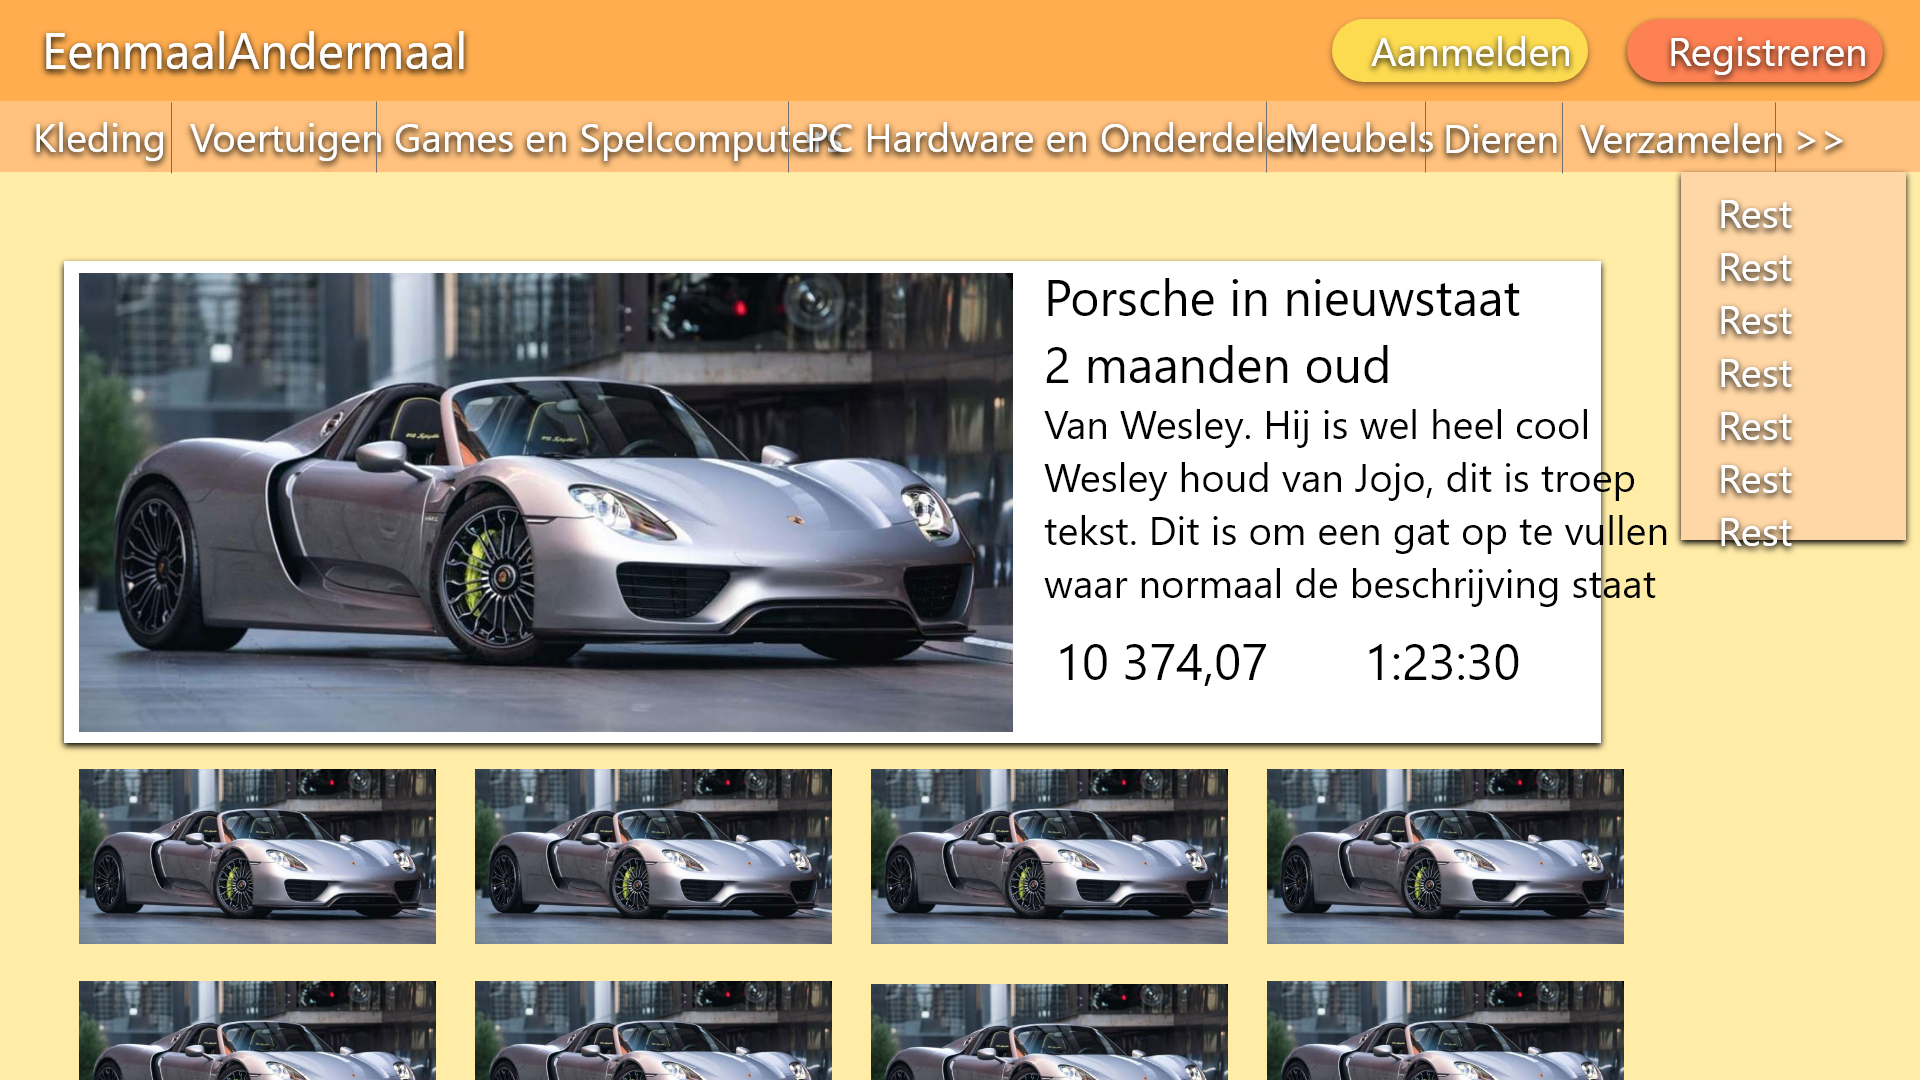 EenmaalAndermaal
Aanmelden
Registreren
Kleding
Voertuigen
Games en Spelcomputers
PC Hardware en Onderdelen
Meubels
Dieren
Verzamelen
>>
Rest
Rest
Rest
Rest
Rest
Rest
Rest
Porsche in nieuwstaat
2 maanden oud
Van Wesley. Hij is wel heel cool
Wesley houd van Jojo, dit is troep
tekst. Dit is om een gat op te vullen
waar normaal de beschrijving staat
10 374,07
1:23:30